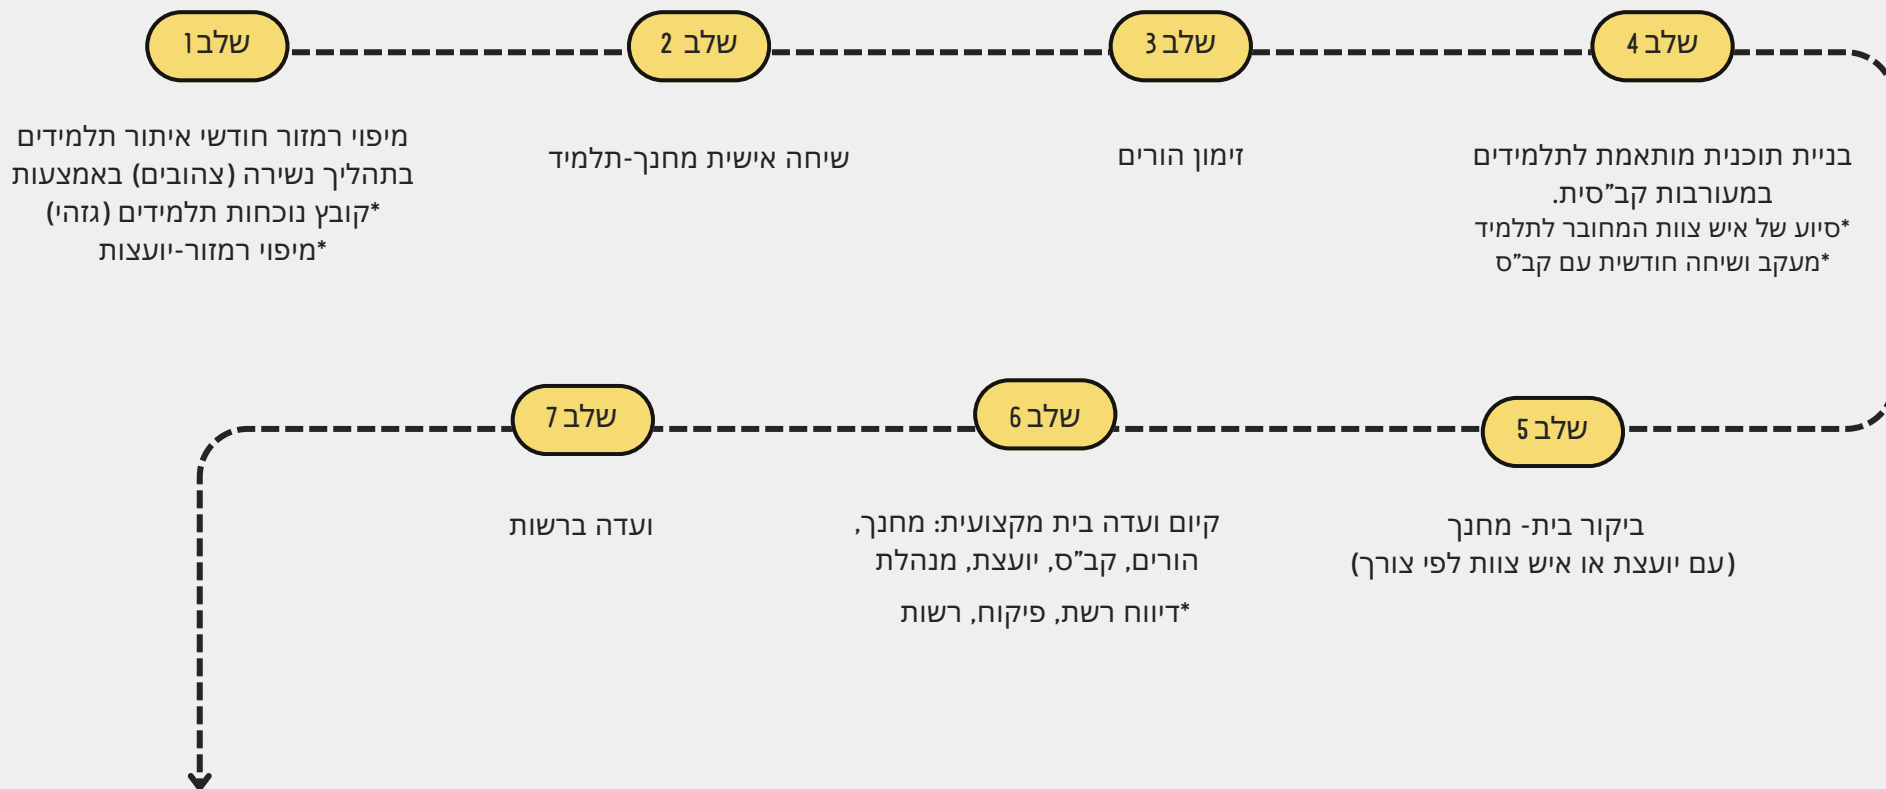 שלב 1
מיפוי רמזור חודשי איתור תלמידים
בתהליך נשירה (צהובים) באמצעות
*קובץ נוכחות תלמידים (גזהי)
*מיפוי רמזור-יועצות
שלב 2
שיחה אישית מחנך-תלמיד
שלב 3
זימון הורים
שלב 4
בניית תוכנית מותאמת לתלמידים
במעורבות קב"סית.
*סיוע של איש צוות המחובר לתלמיד
*מעקב ושיחה חודשית עם קב"ס
שלב 5
ביקור בית- מחנך
(עם יועצת או איש צוות לפי צורך)
שלב 6
קיום ועדה בית מקצועית: מחנך,
הורים, קב"ס, יועצת, מנהלת
*דיווח רשת, פיקוח, רשות
שלב 7
ועדה ברשות